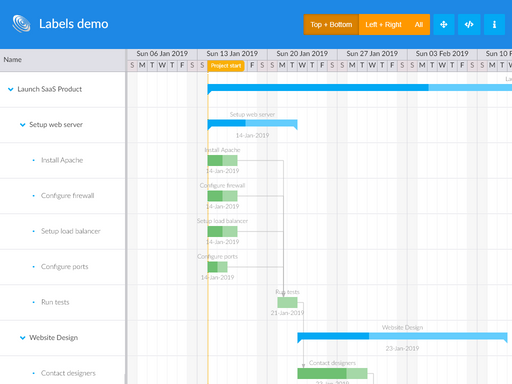 Labels demo
Top + Bottom Left + Right All
Sun 06 Jan 2019 Sun 13 Jan 2019 Sun 20 Jan 2019 Sun 27 Jan 2019 Sun 03 Feb 2019 Sun 10 F
Name
S M T W T F S S Project start F S S M T W T F S S M T W T F S S M T W T F S S M
Launch SaaS Product
Setup web server
Setup web server
14-Jan-2019
Install Apache
Install Apache
14-Jan-2019
Configure firewall
Configure firewall
14-Jan-2019
Setup load balancer
Setup load balancer
14-Jan-2019
Configure ports
Configure ports
14-Jan-2019
Run tests
Run tests
21-Jan-2019
Website Design
Website Design
23-Jan-2019
Contact designers
Contact designers
23-Jan-2019